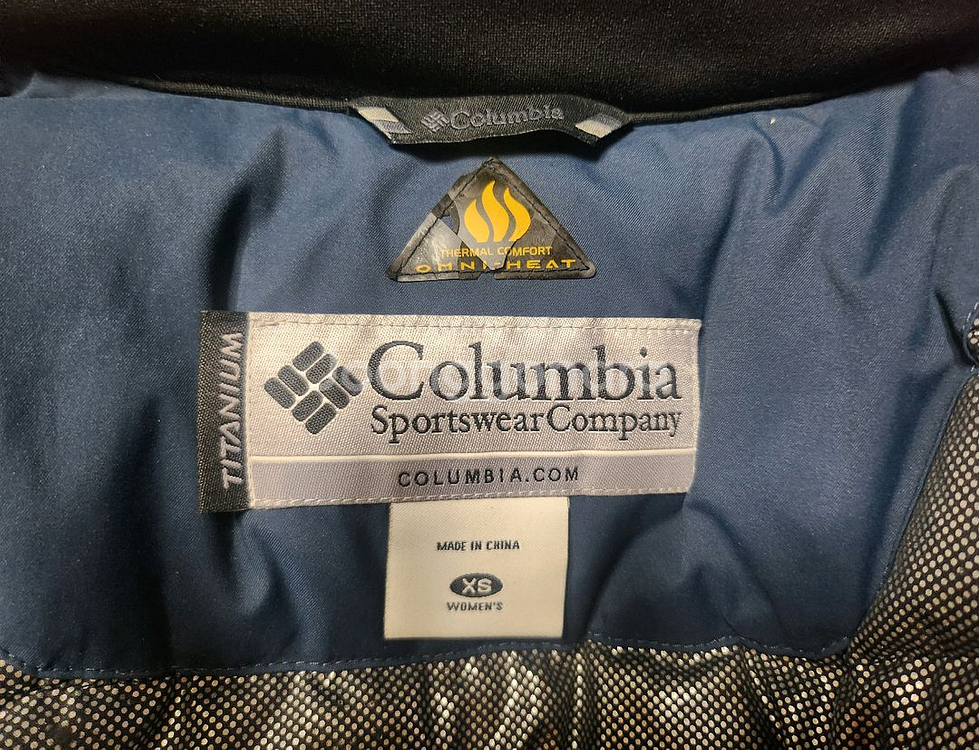 Columbia
THERMAL COMFORT
OMNI-HEAT
TITANIUM
Columbia
Sportswear Company
COLUMBIA.COM
MADE IN CHINA
XS
WOMEN'S